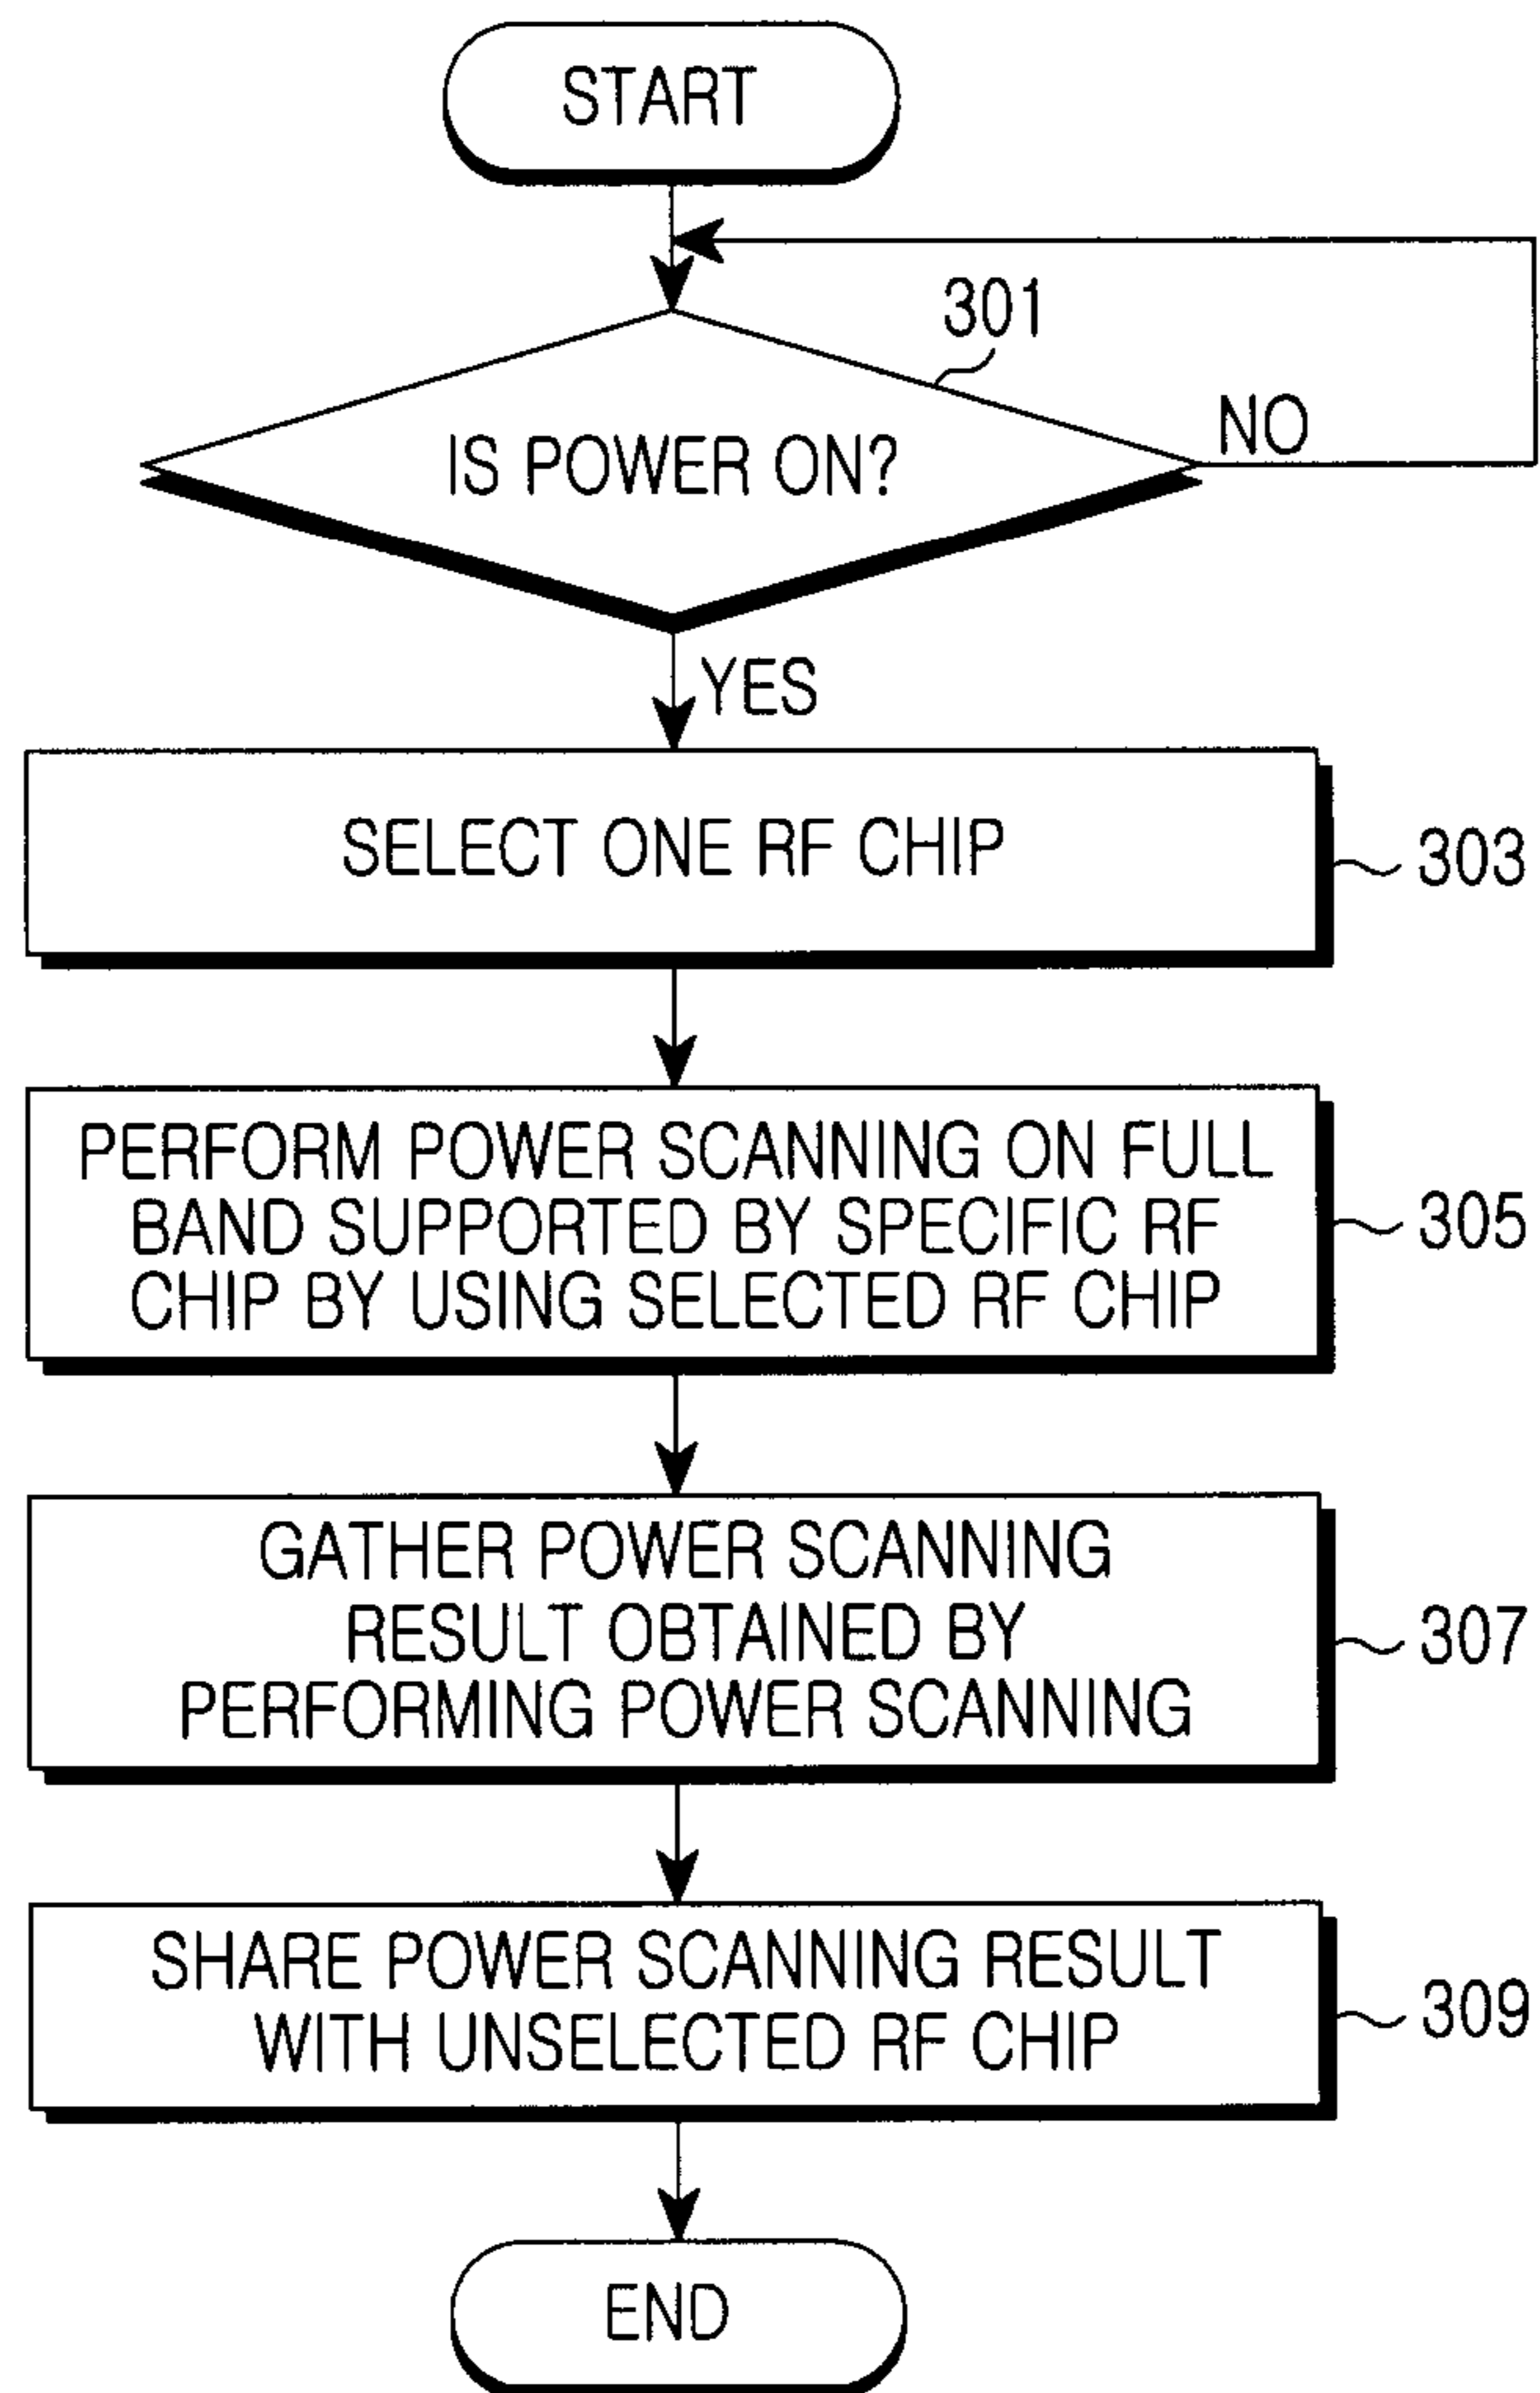 START
301
IS POWER ON?
NO
YES
SELECT ONE RF CHIP
303
PERFORM POWER SCANNING ON FULL
BAND SUPPORTED BY SPECIFIC RF
CHIP BY USING SELECTED RF CHIP
305
GATHER POWER SCANNING
RESULT OBTAINED BY
PERFORMING POWER SCANNING
307
SHARE POWER SCANNING RESULT
WITH UNSELECTED RF CHIP
309
END